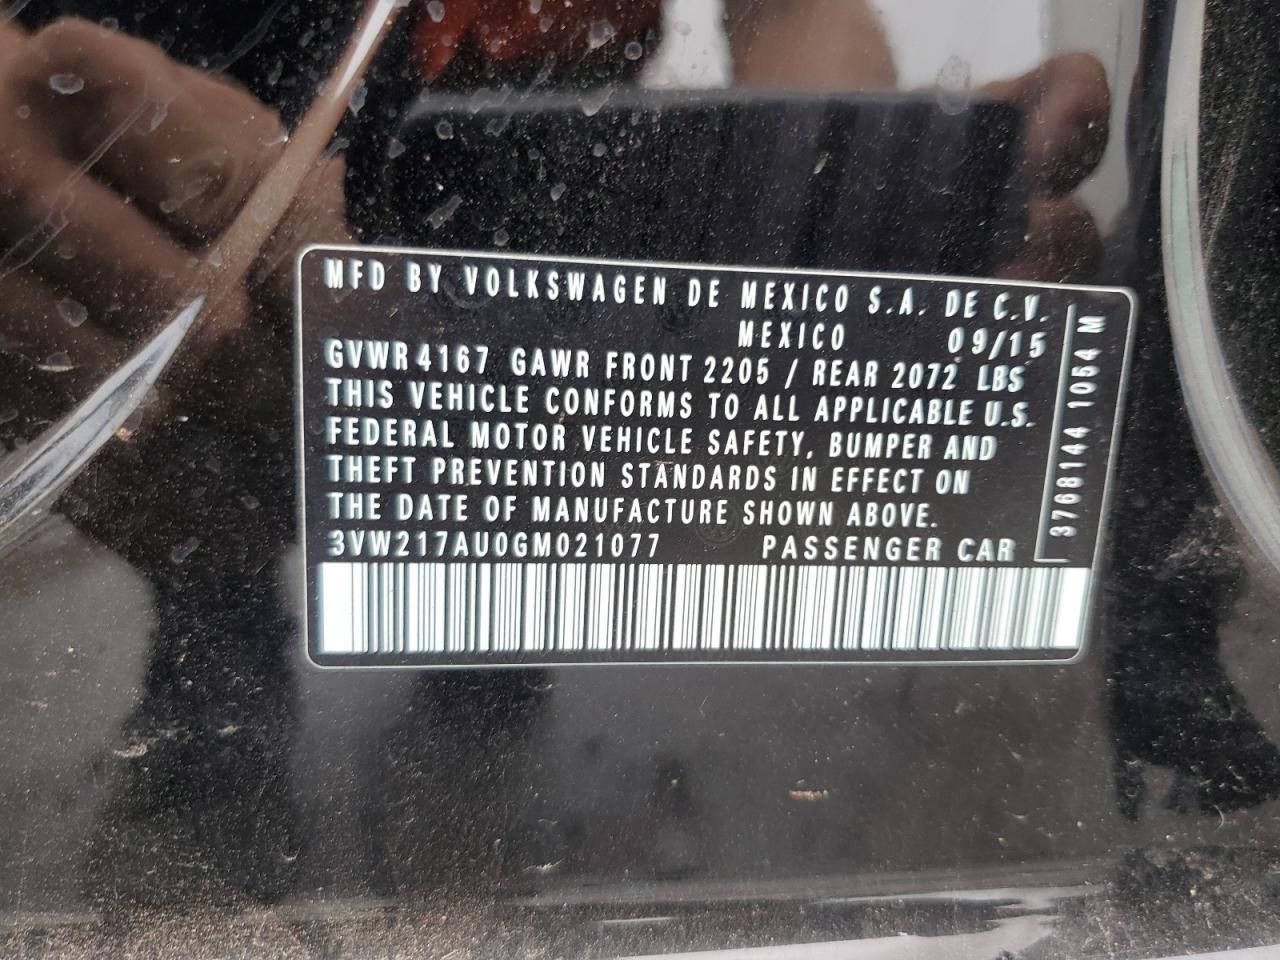 MFD BY VOLKSWAGEN DE MEXICO S.A. DE C.V.
MEXICO 09/15
GVWR 4167 GAWR FRONT 2205 / REAR 2072 LBS
THIS VEHICLE CONFORMS TO ALL APPLICABLE U.S.
FEDERAL MOTOR VEHICLE SAFETY, BUMPER AND
THEFT PREVENTION STANDARDS IN EFFECT ON
THE DATE OF MANUFACTURE SHOWN ABOVE.
3VW217AU0GM021077 PASSENGER CAR
3768144 1054 M